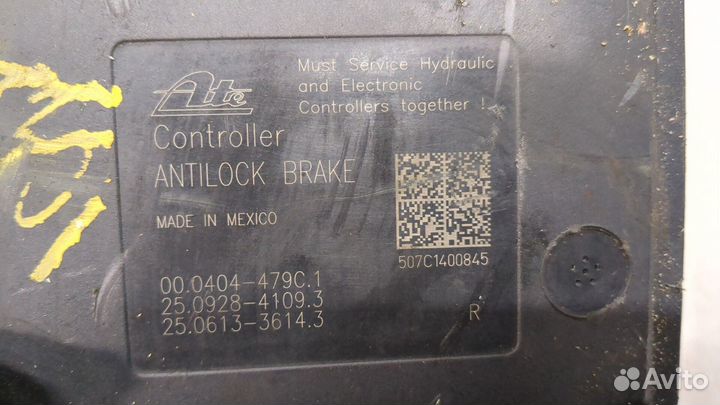 Ate
Must Service Hydraulic
and Electronic
Controllers together !
Controller
ANTILOCK BRAKE
MADE IN MEXICO
507C1400845
00.0404-479C.1
25.0928-4109.3
25.0613-3614.3
R
Avito